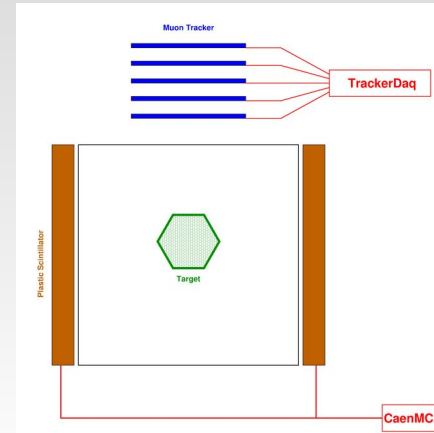 Muon Tracker
TrackerDaq
Plastic Scintillator
Target
CaenMC